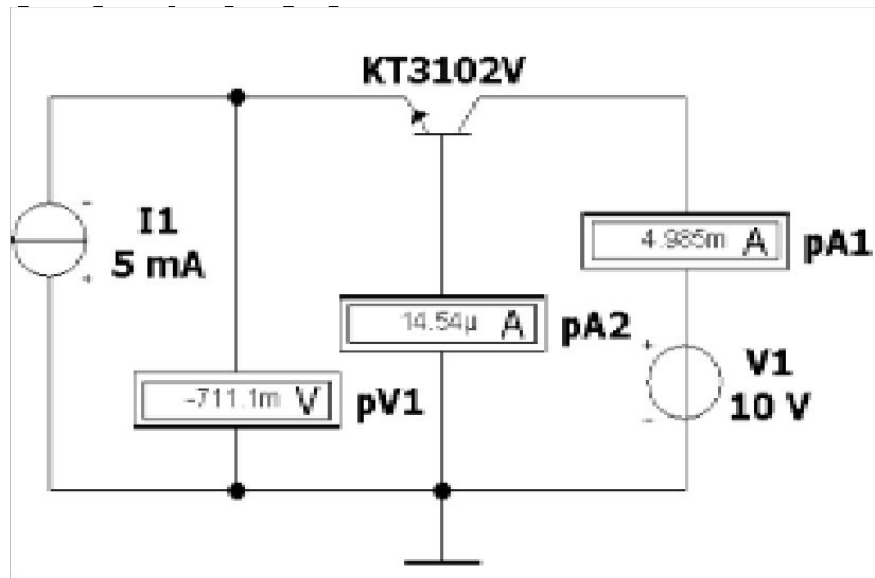 KT3102V
I1
5 mA
4.985m A
pA1
14.54µ A
pA2
-711.1m V
pV1
V1
10 V